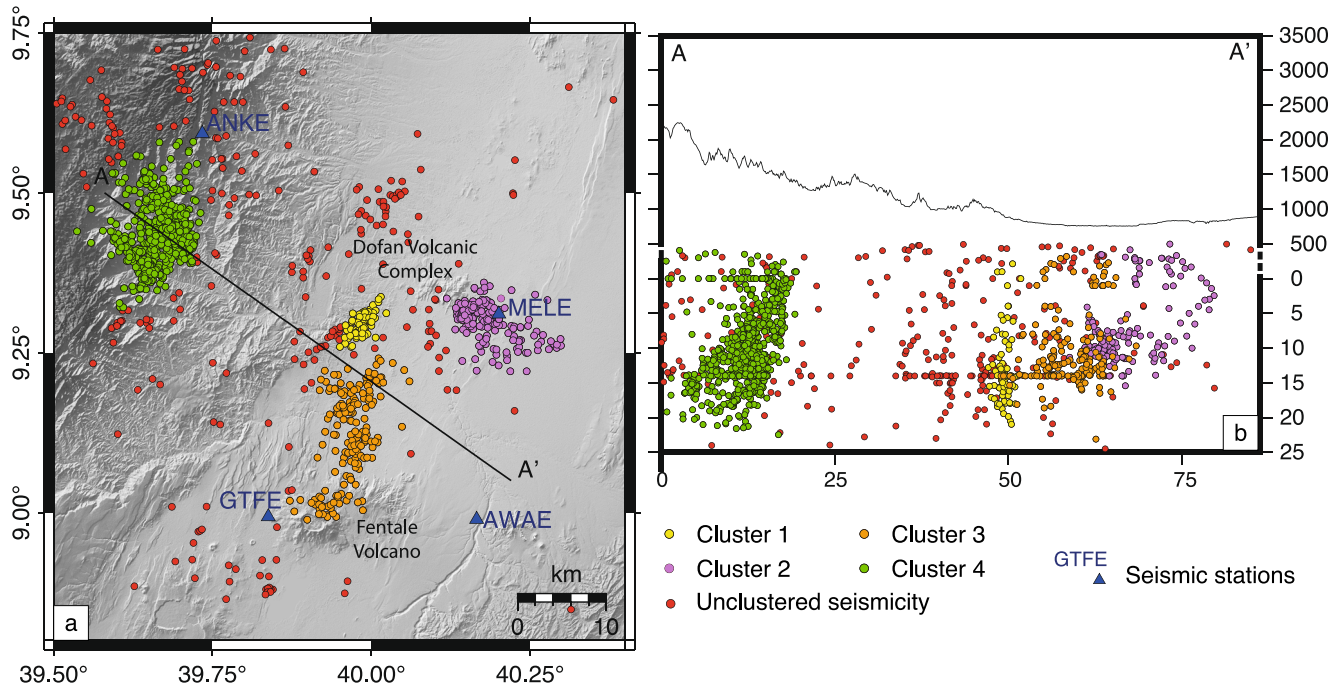 9.75°
9.50°
9.25°
9.00°
39.50°
39.75°
40.00°
40.25°
ANKE
A
Dofan Volcanic
Complex
MELE
A'
GTFE
AWAE
Fentale
Volcano
km
0 10
a
A
A'
3500
3000
2500
2000
1500
1000
500
0
5
10
15
20
25
b
0
25
50
75
Cluster 1
Cluster 3
Cluster 2
Cluster 4
Unclustered seismicity
GTFE
Seismic stations